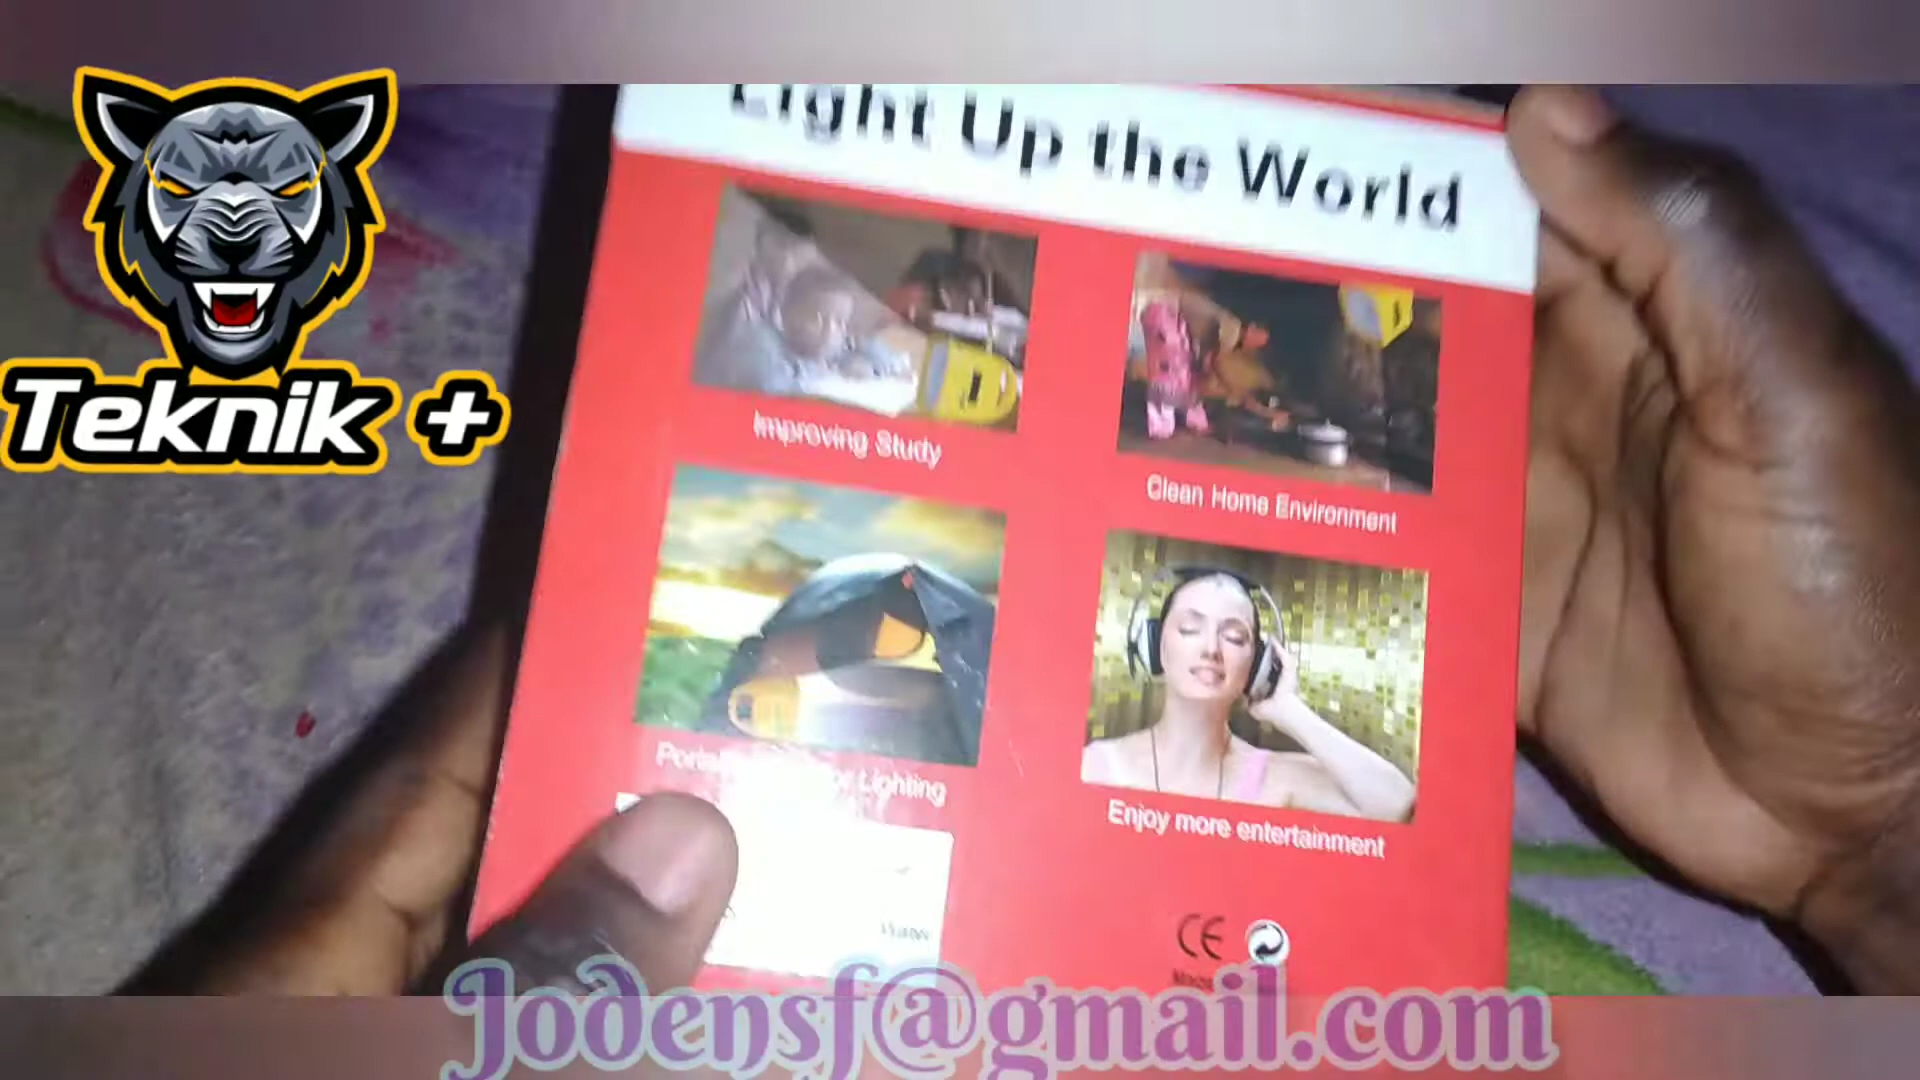 Light Up the World
Teknik +
Improving Study
Clean Home Environment
Lighting
Enjoy more entertainment
CE
Jodensf@gmail.com